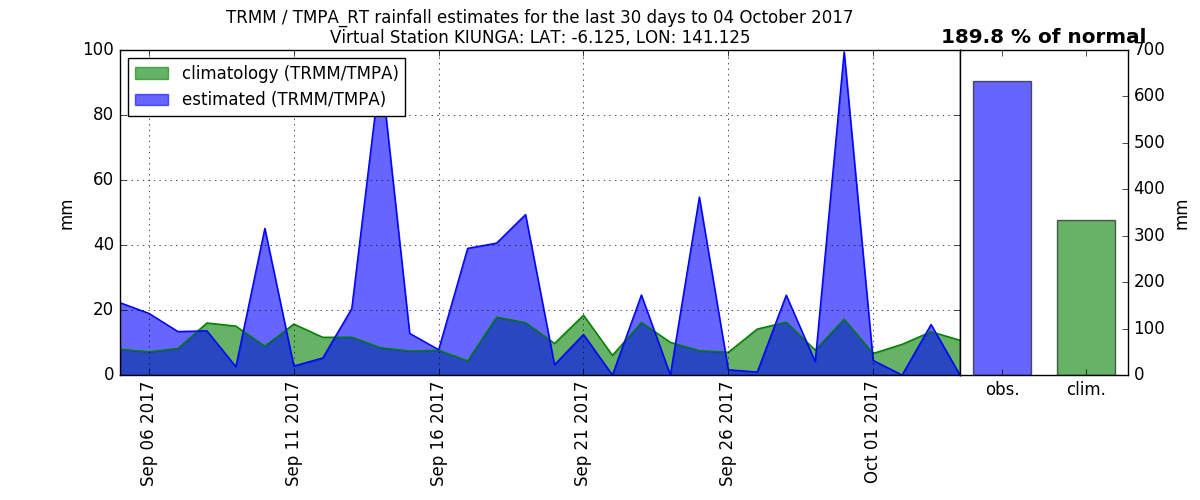 TRMM / TMPA_RT rainfall estimates for the last 30 days to 04 October 2017
Virtual Station KIUNGA: LAT: -6.125, LON: 141.125
189.8 % of normal
climatology (TRMM/TMPA)
estimated (TRMM/TMPA)
100
80
60
40
20
0
mm
Sep 06 2017
Sep 11 2017
Sep 16 2017
Sep 21 2017
Sep 26 2017
Oct 01 2017
700
600
500
400
300
200
100
0
mm
obs.
clim.